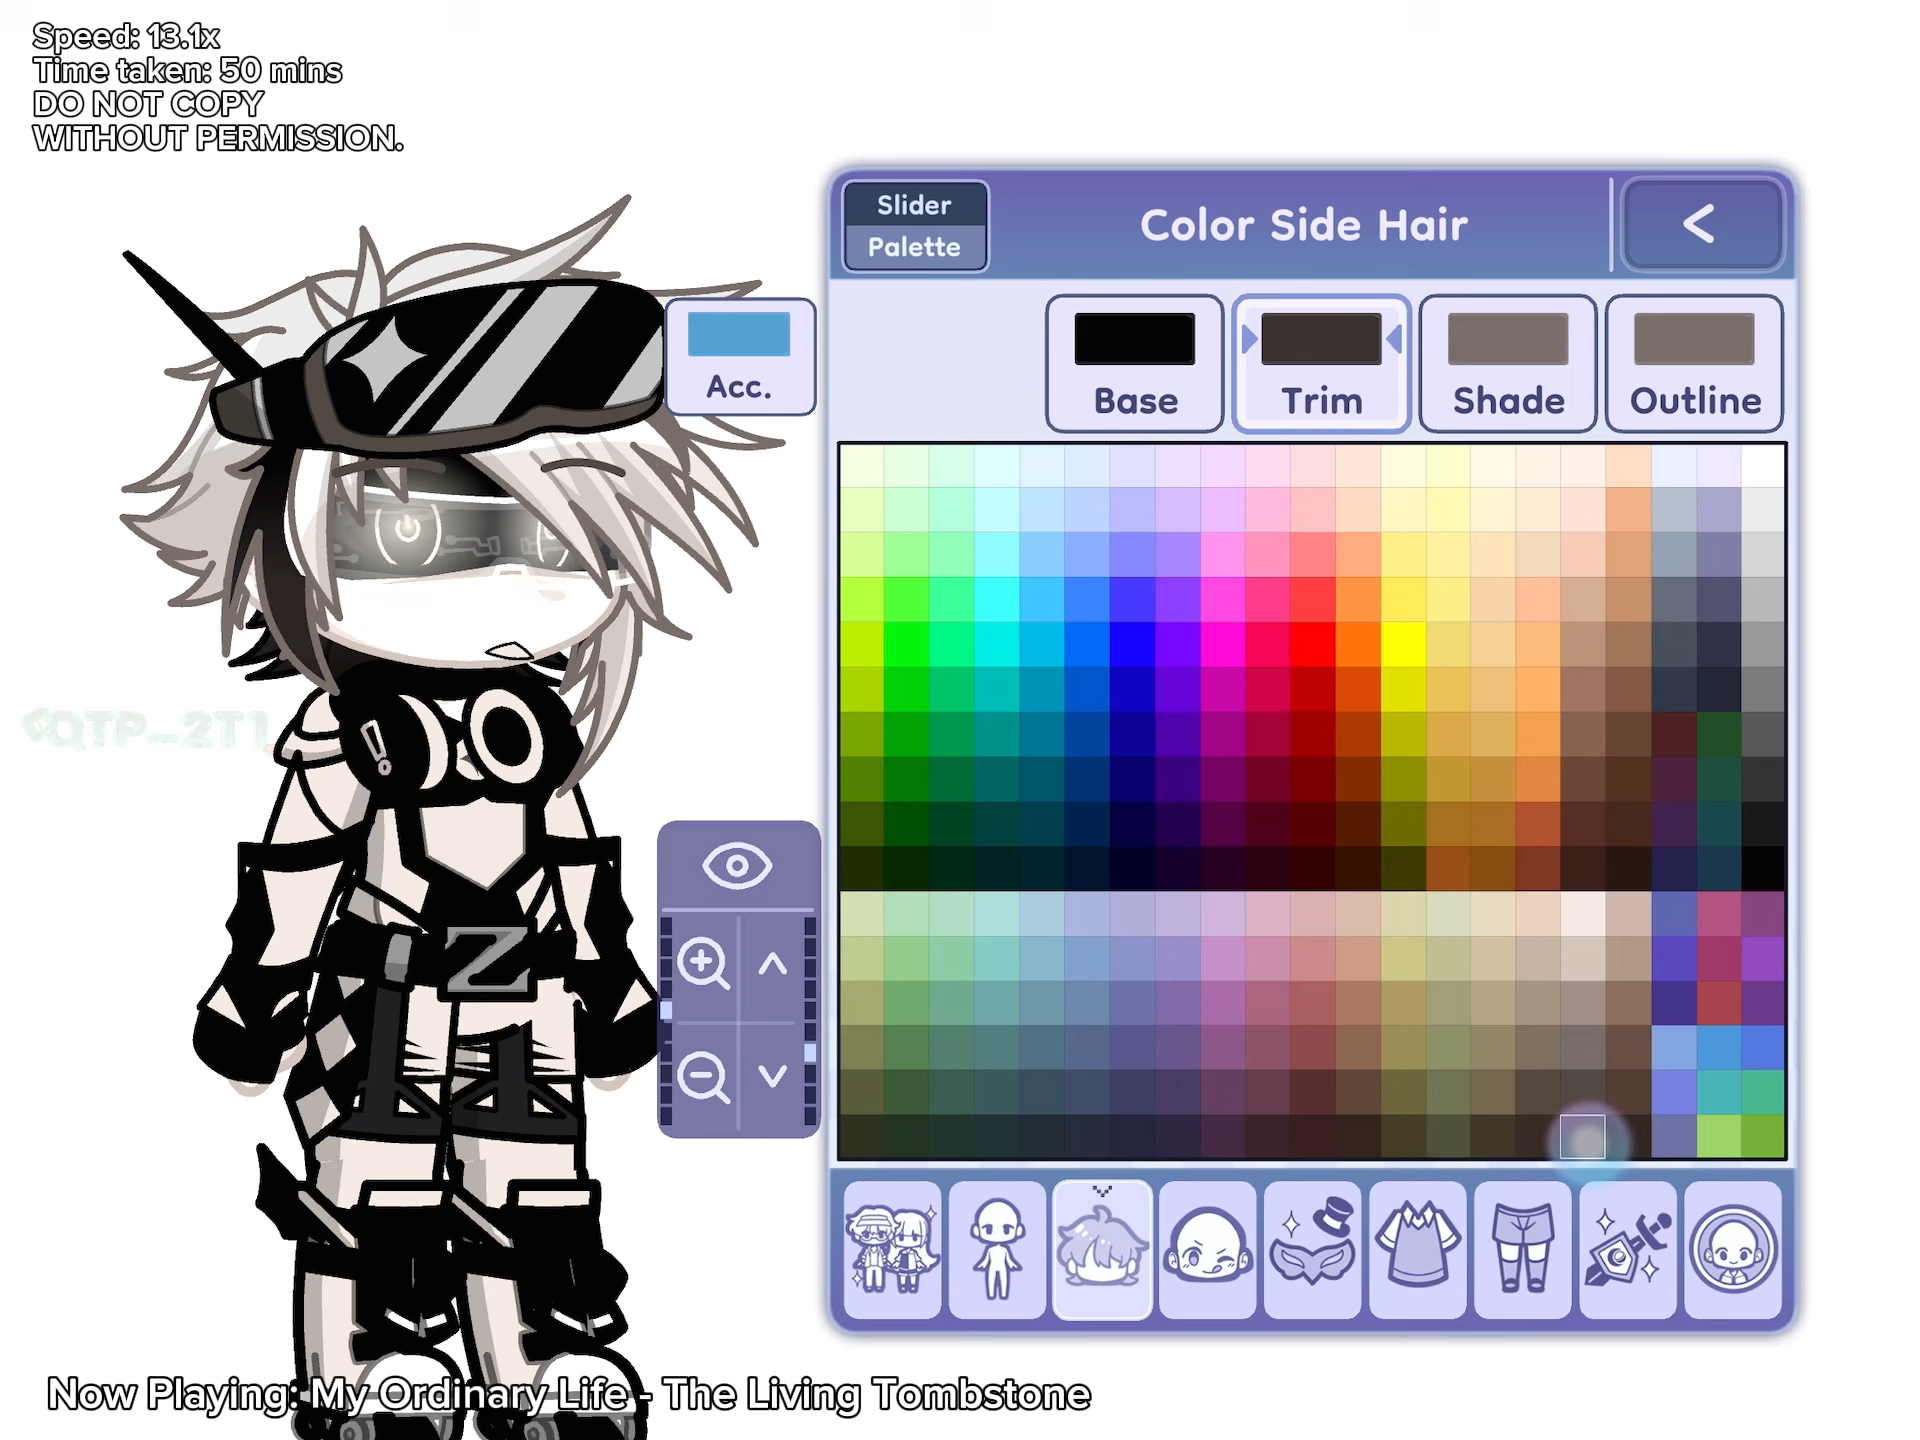 Speed: 13.1x
Time taken: 50 mins
DO NOT COPY
WITHOUT PERMISSION.
Slider
Palette
Color Side Hair
<
Acc.
Base
Trim
Shade
Outline
QTP_2T1
Z
Now Playing: My Ordinary Life - The Living Tombstone